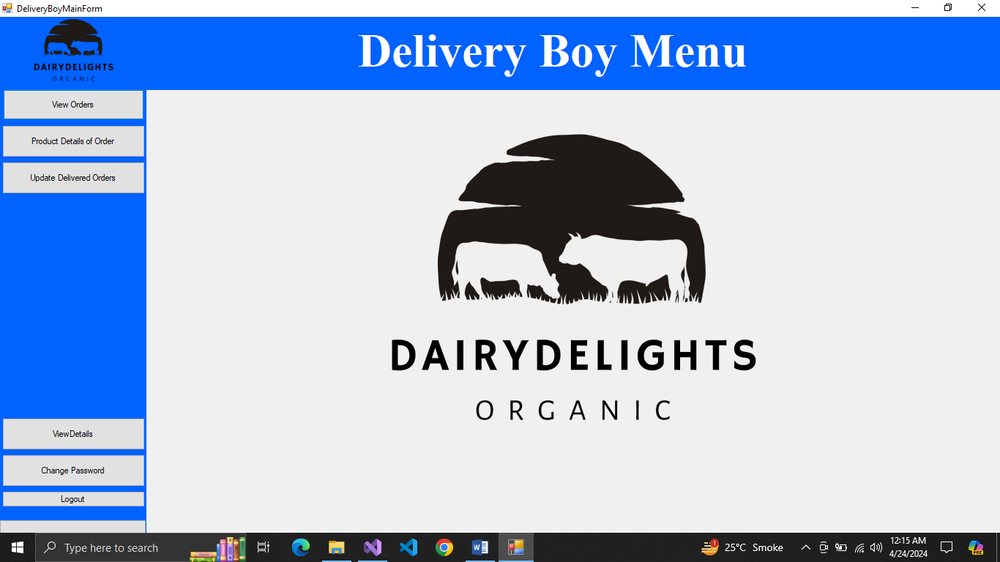 DeliveryBoyMainForm
DAIRYDELIGHTS
ORGANIC
Delivery Boy Menu
View Orders
Product Details of Order
Update Delivered Orders
DAIRYDELIGHTS
ORGANIC
ViewDetails
Change Password
Logout
Type here to search
25°C Smoke
1
12:15 AM
4/24/2024
PRE